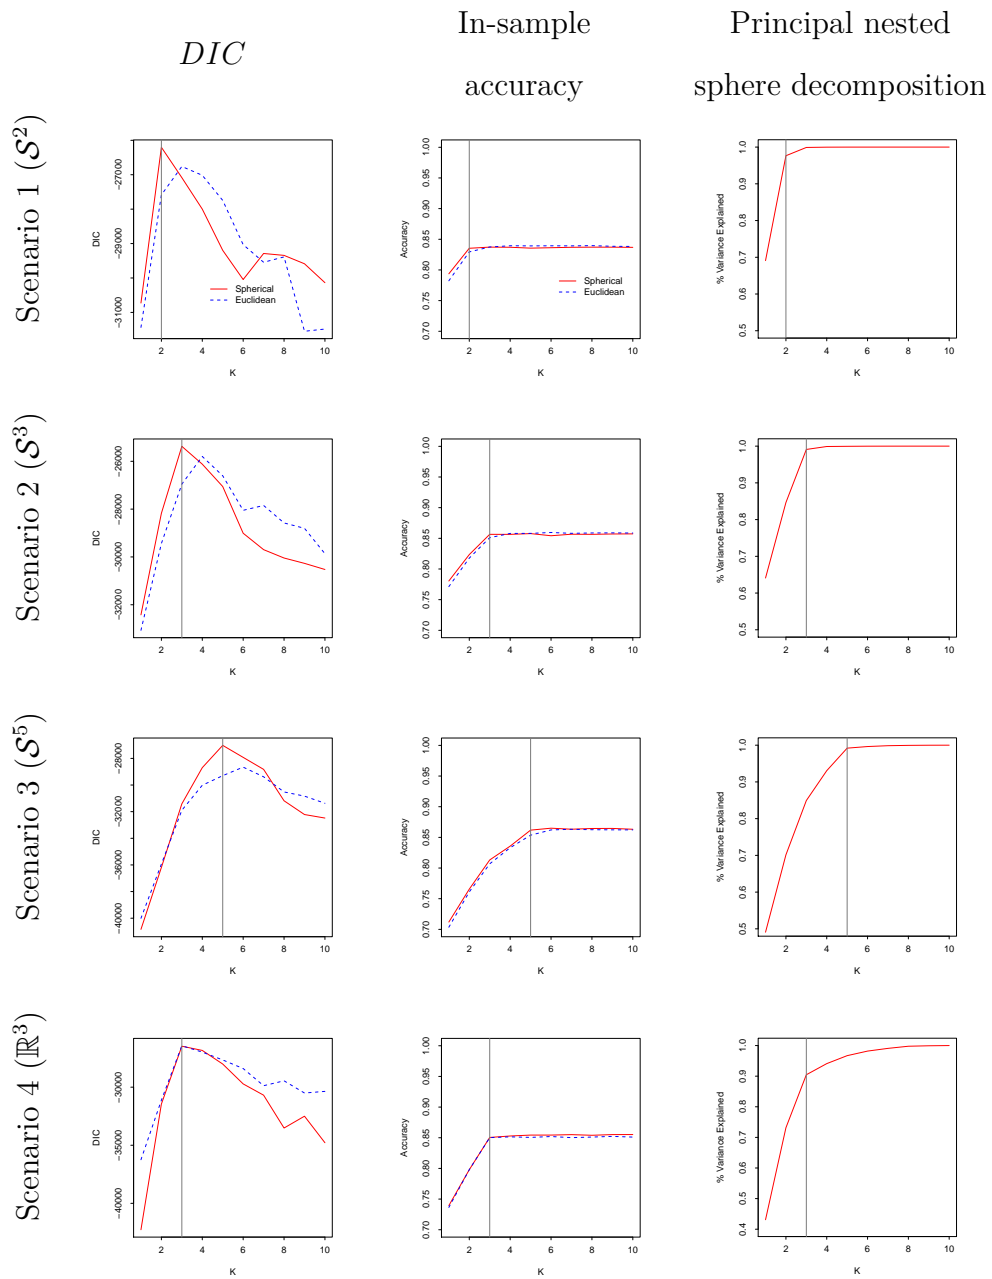 DIC
In-sample
accuracy
Principal nested
sphere decomposition
Scenario 1 (𝒮²)
DIC
−27000
−29000
−31000
Spherical
Euclidean
2 4 6 8 10
K
Accuracy
1.00
0.95
0.90
0.85
0.80
0.75
0.70
Spherical
Euclidean
2 4 6 8 10
K
% Variance Explained
1.0
0.9
0.8
0.7
0.6
0.5
2 4 6 8 10
K
Scenario 2 (𝒮³)
DIC
−26000
−28000
−30000
−32000
2 4 6 8 10
K
Accuracy
1.00
0.95
0.90
0.85
0.80
0.75
0.70
2 4 6 8 10
K
% Variance Explained
1.0
0.9
0.8
0.7
0.6
0.5
2 4 6 8 10
K
Scenario 3 (𝒮⁵)
DIC
−28000
−32000
−36000
−40000
2 4 6 8 10
K
Accuracy
1.00
0.95
0.90
0.85
0.80
0.75
0.70
2 4 6 8 10
K
% Variance Explained
1.0
0.9
0.8
0.7
0.6
0.5
2 4 6 8 10
K
Scenario 4 (ℝ³)
DIC
−30000
−35000
−40000
2 4 6 8 10
K
Accuracy
1.00
0.95
0.90
0.85
0.80
0.75
0.70
2 4 6 8 10
K
% Variance Explained
1.0
0.9
0.8
0.7
0.6
0.5
0.4
2 4 6 8 10
K